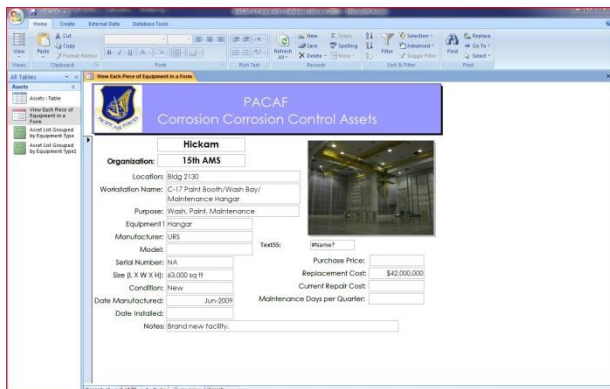 Home Create External Data Database Tools
View Paste Cut Copy Format Painter
Refresh All New Save Delete Totals Spelling More
Filter Selection Advanced Toggle Filter
Find Replace Go To Select
Views Clipboard Font Rich Text Records Sort & Filter Find
All Tables
View Each Piece of Equipment in a Form
Assets
Assets : Table
View Each Piece of
Equipment in a
Form
Asset List Grouped
by Equipment Type
Asset List Grouped
by Equipment Type1
PACAF
Corrosion Corrosion Control Assets
Hickam
Organization: 15th AMS
Location: Bldg 2130
Workstation Name: C-17 Paint Booth/Wash Bay/
Maintenance Hangar
Purpose: Wash, Paint, Maintenance
Equipment Hangar
Manufacturer: URS
Model:
Text55: #Name?
Serial Number: NA
Purchase Price:
Size (L X W X H): 63,000 sq ft
Replacement Cost: $42,000,000
Condition: New
Current Repair Cost:
Date Manufactured: Jun-2009
Maintenance Days per Quarter:
Date Installed:
Notes: Brand new facility.